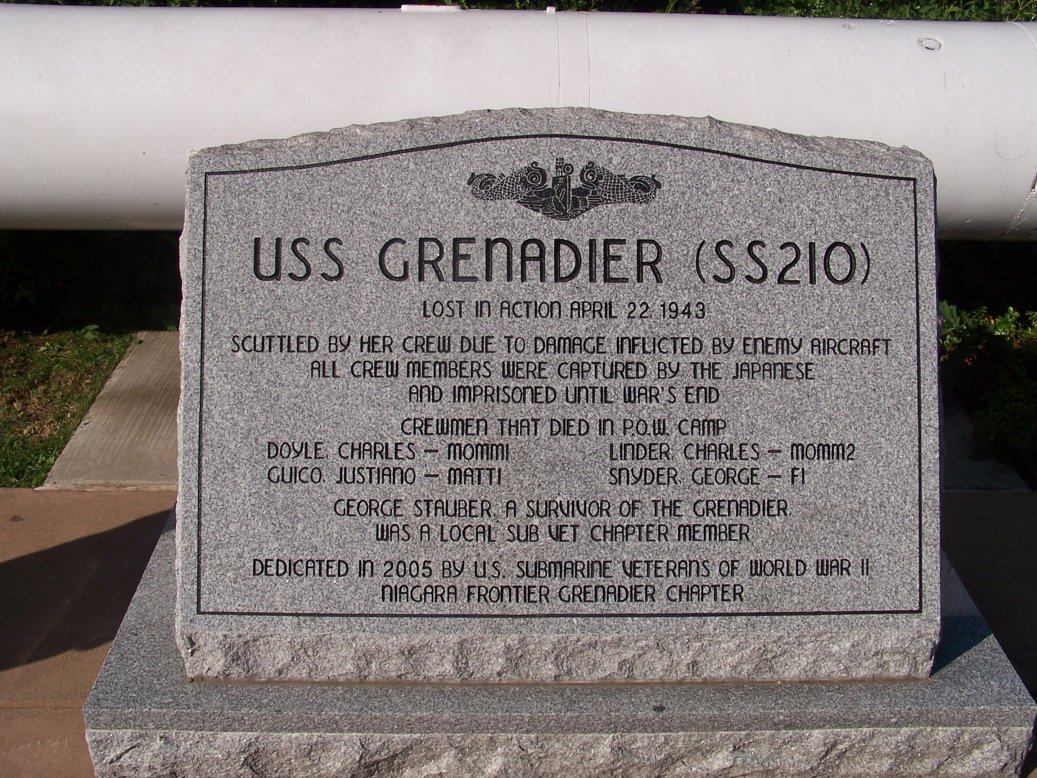 USS GRENADIER (SS210)
LOST IN ACTION APRIL 22, 1943
SCUTTLED BY HER CREW DUE TO DAMAGE INFLICTED BY ENEMY AIRCRAFT
ALL CREW MEMBERS WERE CAPTURED BY THE JAPANESE
AND IMPRISONED UNTIL WAR'S END
CREWMEN THAT DIED IN P.O.W. CAMP
DOYLE, CHARLES – MOMM1 LINDER, CHARLES – MOMM2
GUICO, JUSTIANO – MATT1 SNYDER, GEORGE – F1
GEORGE STAUBER, A SURVIVOR OF THE GRENADIER,
WAS A LOCAL SUB VET CHAPTER MEMBER
DEDICATED IN 2005 BY U.S. SUBMARINE VETERANS OF WORLD WAR II
NIAGARA FRONTIER GRENADIER CHAPTER